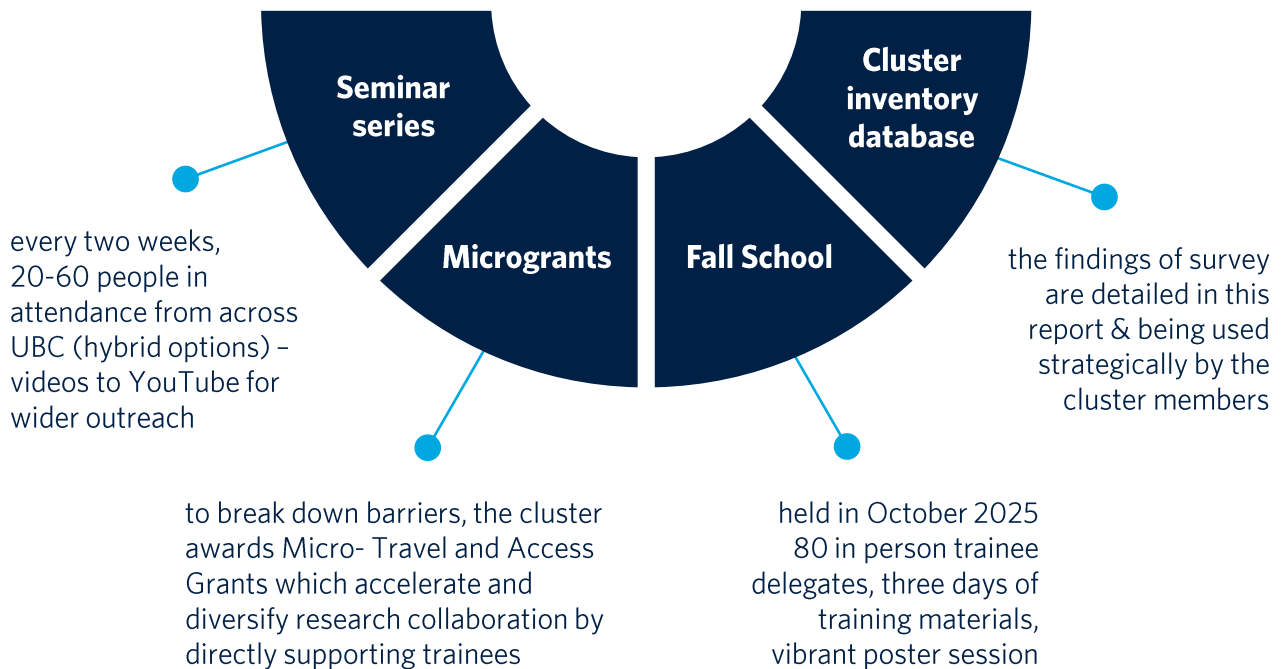 Seminar
series
every two weeks,
20-60 people in
attendance from across
UBC (hybrid options) –
videos to YouTube for
wider outreach
Microgrants
to break down barriers, the cluster
awards Micro- Travel and Access
Grants which accelerate and
diversify research collaboration by
directly supporting trainees
Fall School
held in October 2025
80 in person trainee
delegates, three days of
training materials,
vibrant poster session
Cluster
inventory
database
the findings of survey
are detailed in this
report & being used
strategically by the
cluster members